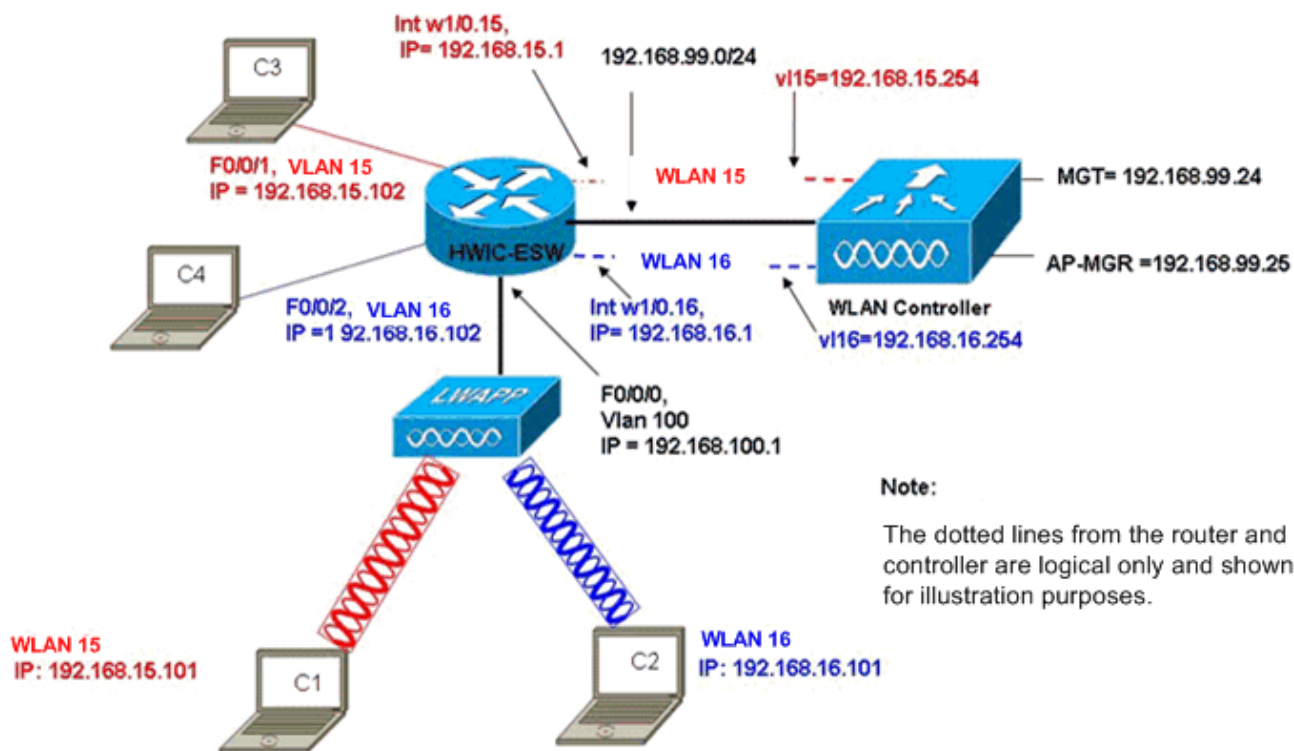 C3
Int w1/0.15,
IP= 192.168.15.1
192.168.99.0/24
vl15=192.168.15.254
F0/0/1, VLAN 15
IP = 192.168.15.102
WLAN 15
MGT= 192.168.99.24
HWIC-ESW
C4
WLAN 16
AP-MGR =192.168.99.25
F0/0/2, VLAN 16
IP =1 92.168.16.102
Int w1/0.16,
IP= 192.168.16.1
WLAN Controller
vl16=192.168.16.254
LWAPP
F0/0/0,
Vlan 100
IP = 192.168.100.1
Note:
The dotted lines from the router and
controller are logical only and shown
for illustration purposes.
WLAN 15
IP: 192.168.15.101
C1
C2
WLAN 16
IP: 192.168.16.101